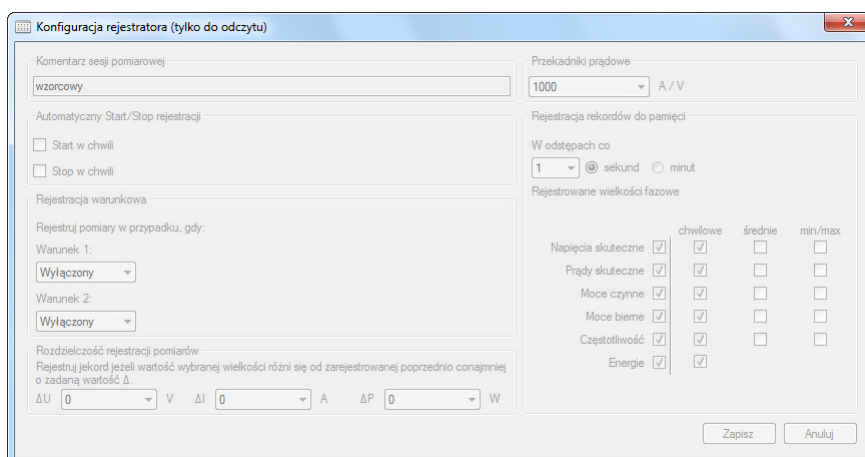 Konfiguracja rejestratora (tylko do odczytu)
x
Komentarz sesji pomiarowej
wzorcowy
Automatyczny Start/Stop rejestracji
Start w chwili
Stop w chwili
Rejestracja warunkowa
Rejestruj pomiary w przypadku, gdy:
Warunek 1:
Wyłączony
Warunek 2:
Wyłączony
Rozdzielczość rejestracji pomiarów
Rejestruj jekord jeżeli wartość wybranej wielkości różni się od zarejestrowanej poprzednio conajmniej
o zadaną wartość Δ.
ΔU 0 V ΔI 0 A ΔP 0 W
Przekadniki prądowe
1000 A / V
Rejestracja rekordów do pamięci
W odstępach co
1 sekund minut
Rejestrowane wielkości fazowe
chwilowe średnie min/max
Napięcia skuteczne
Prądy skuteczne
Moce czynne
Moce bierne
Częstotliwość
Energie
Zapisz Anuluj